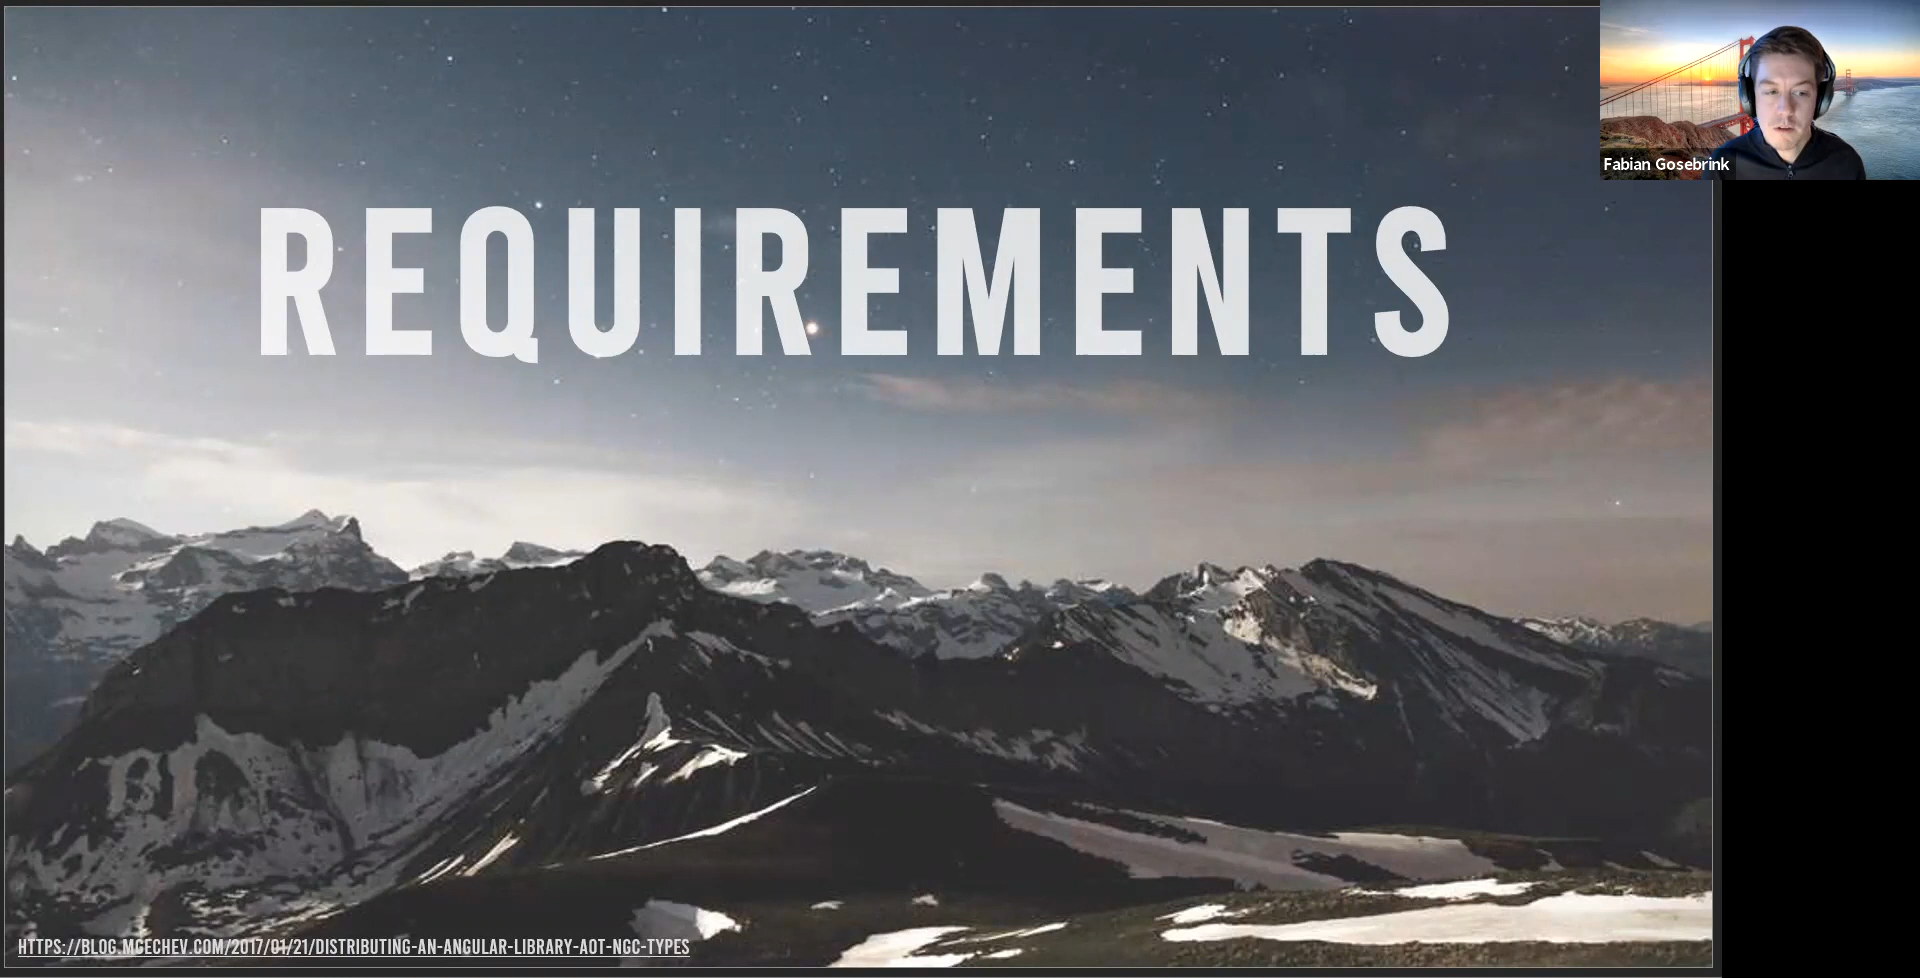 Fabian Gosebrink
REQUIREMENTS
HTTPS://BLOG.MGECHEV.COM/2017/01/21/DISTRIBUTING-AN-ANGULAR-LIBRARY-AOT-NGC-TYPES